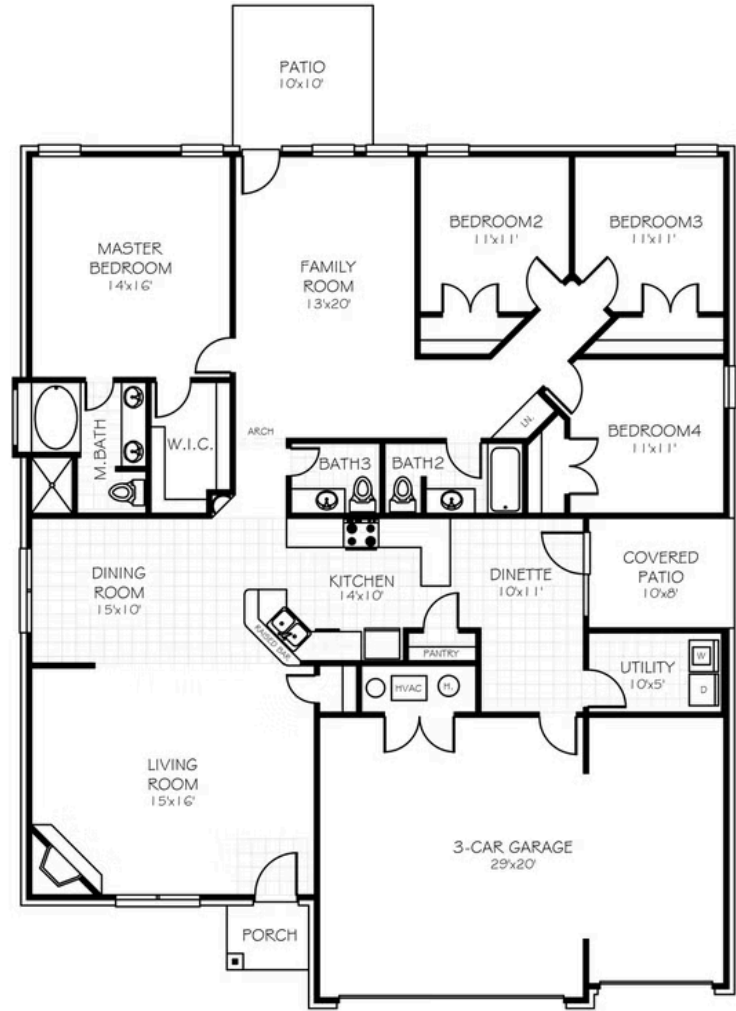 PATIO
10'x10'
BEDROOM2
11'x11'
BEDROOM3
11'x11'
MASTER
BEDROOM
14'x16'
FAMILY
ROOM
13'x20'
M.BATH
W.I.C.
ARCH
LN.
BEDROOM4
11'x11'
BATH3
BATH2
DINING
ROOM
15'x10'
KITCHEN
14'x10'
DINETTE
10'x11'
COVERED
PATIO
10'x8'
RAISED BAR
PANTRY
UTILITY
10'x5'
W
D
HVAC
H.
LIVING
ROOM
15'x16'
3-CAR GARAGE
29'x20'
PORCH